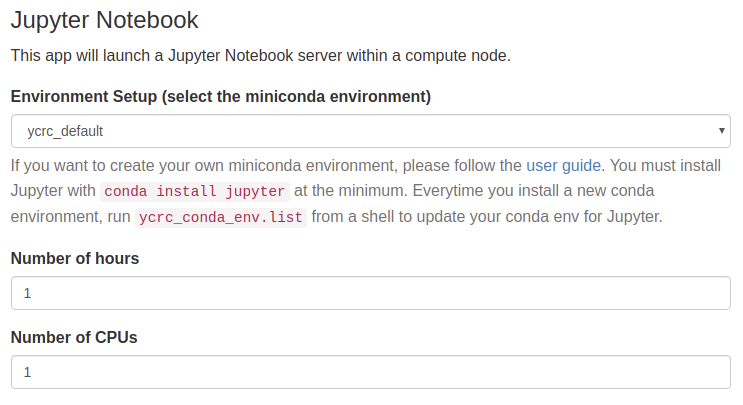 Jupyter Notebook
This app will launch a Jupyter Notebook server within a compute node.
Environment Setup (select the miniconda environment)
ycrc_default
If you want to create your own miniconda environment, please follow the user guide. You must install
Jupyter with conda install jupyter at the minimum. Everytime you install a new conda
environment, run ycrc_conda_env.list from a shell to update your conda env for Jupyter.
Number of hours
1
Number of CPUs
1